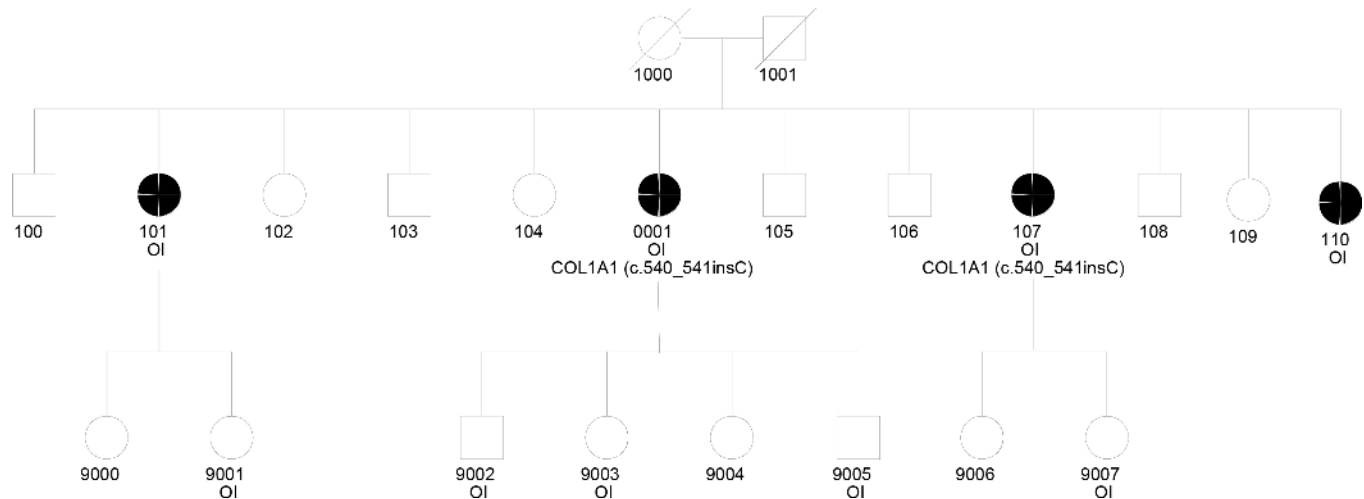 1000 1001
100 101 102 103 104 0001 105 106 107 108 109 110
OI OI OI OI
COL1A1 (c.540_541insC) COL1A1 (c.540_541insC)
9000 9001 9002 9003 9004 9005 9006 9007
OI OI OI OI OI